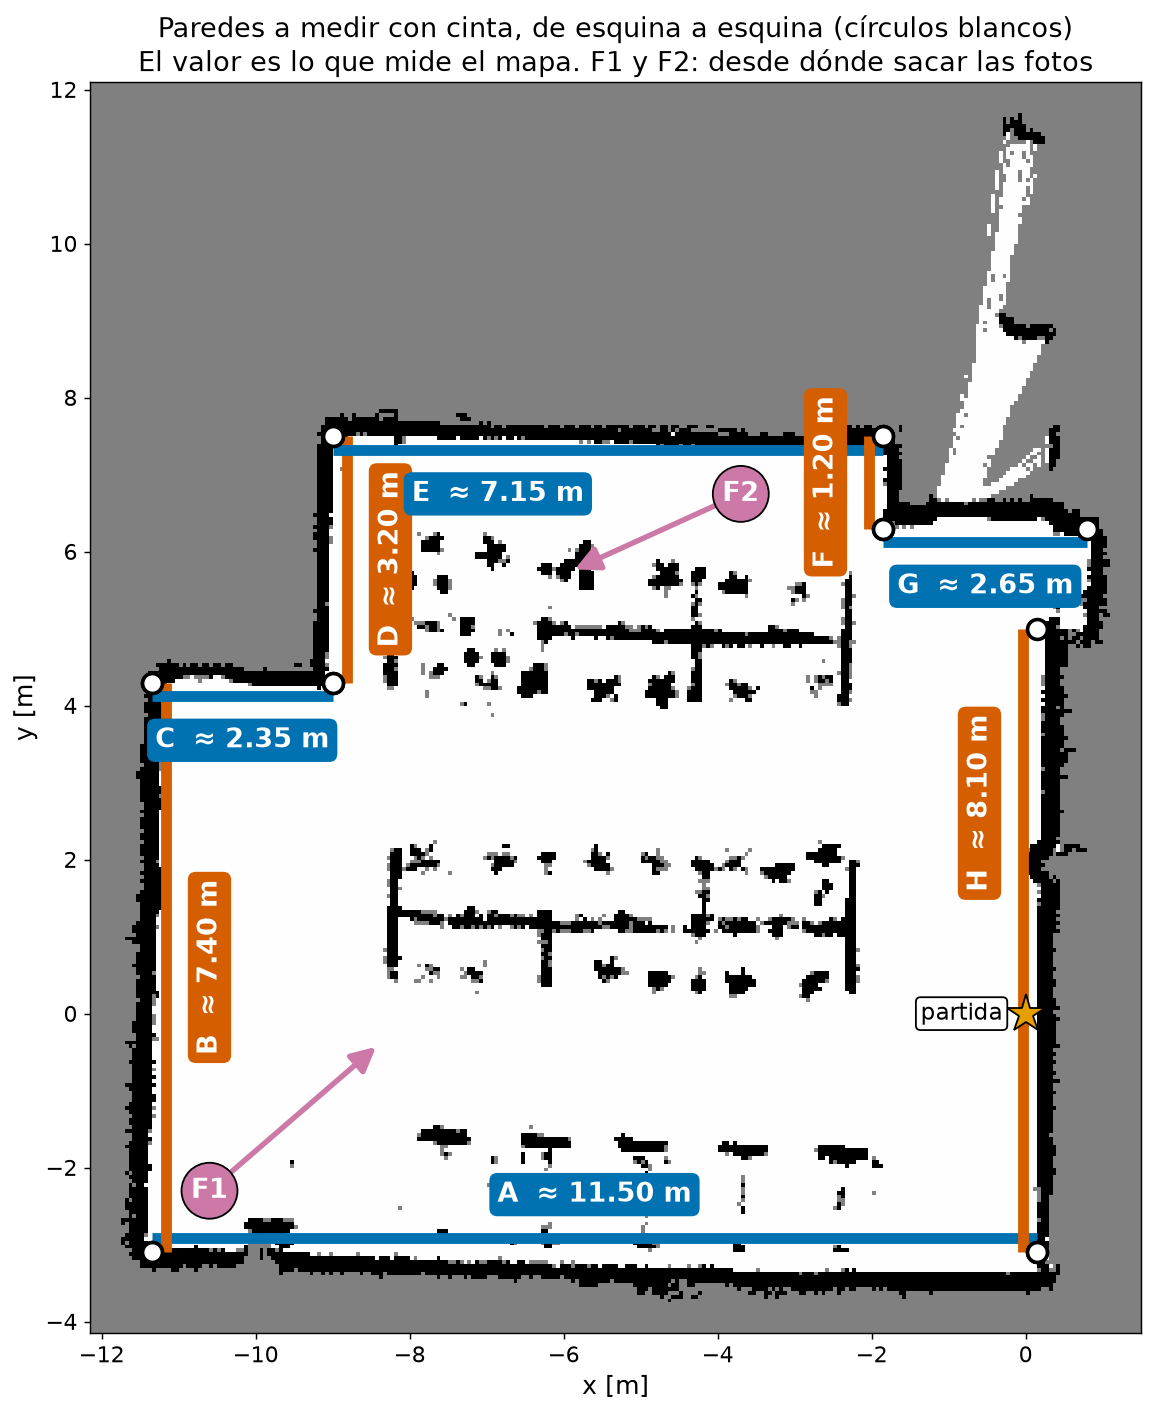 Paredes a medir con cinta, de esquina a esquina (círculos blancos)
El valor es lo que mide el mapa. F1 y F2: desde dónde sacar las fotos
12
10
8
6
4
2
0
−2
−4
y [m]
E ≈ 7.15 m
F2
F ≈ 1.20 m
D ≈ 3.20 m
G ≈ 2.65 m
C ≈ 2.35 m
H ≈ 8.10 m
B ≈ 7.40 m
partida
F1
A ≈ 11.50 m
−12
−10
−8
−6
−4
−2
0
x [m]